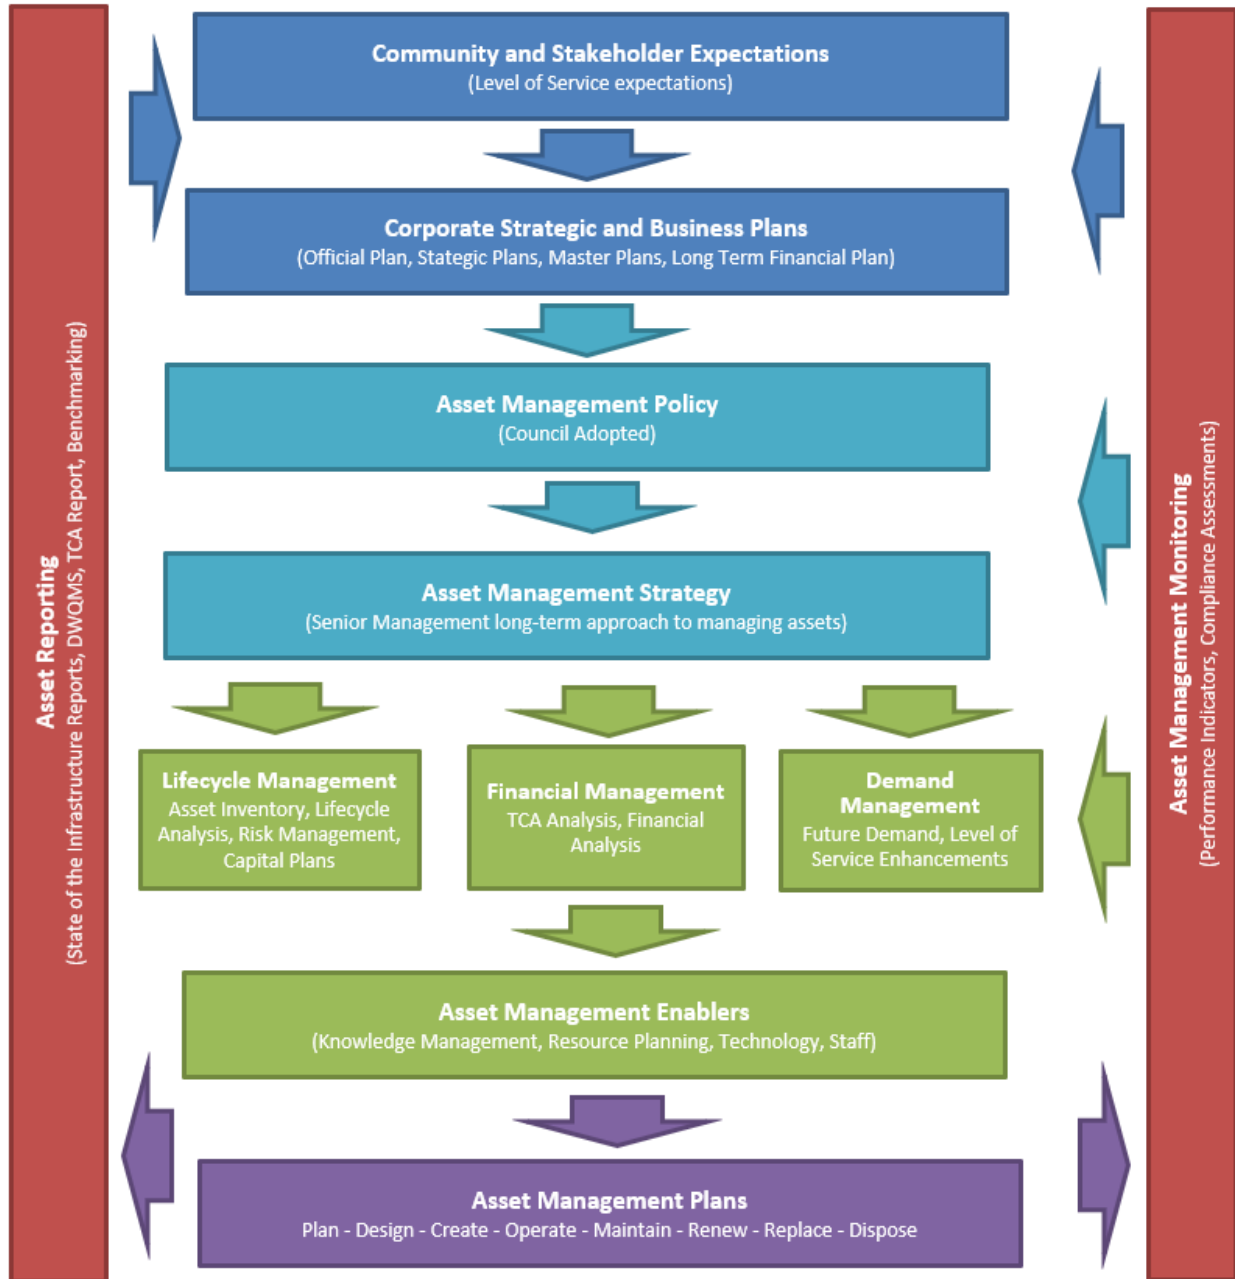 Community and Stakeholder Expectations
(Level of Service expectations)
Corporate Strategic and Business Plans
(Official Plan, Stategic Plans, Master Plans, Long Term Financial Plan)
Asset Management Policy
(Council Adopted)
Asset Management Strategy
(Senior Management long-term approach to managing assets)
Lifecycle Management
Asset Inventory, Lifecycle
Analysis, Risk Management,
Capital Plans
Financial Management
TCA Analysis, Financial
Analysis
Demand
Management
Future Demand, Level of
Service Enhancements
Asset Management Enablers
(Knowledge Management, Resource Planning, Technology, Staff)
Asset Management Plans
Plan - Design - Create - Operate - Maintain - Renew - Replace - Dispose
Asset Reporting
(State of the Infrastructure Reports, DWQMS, TCA Report, Benchmarking)
Asset Management Monitoring
(Performance Indicators, Compliance Assessments)